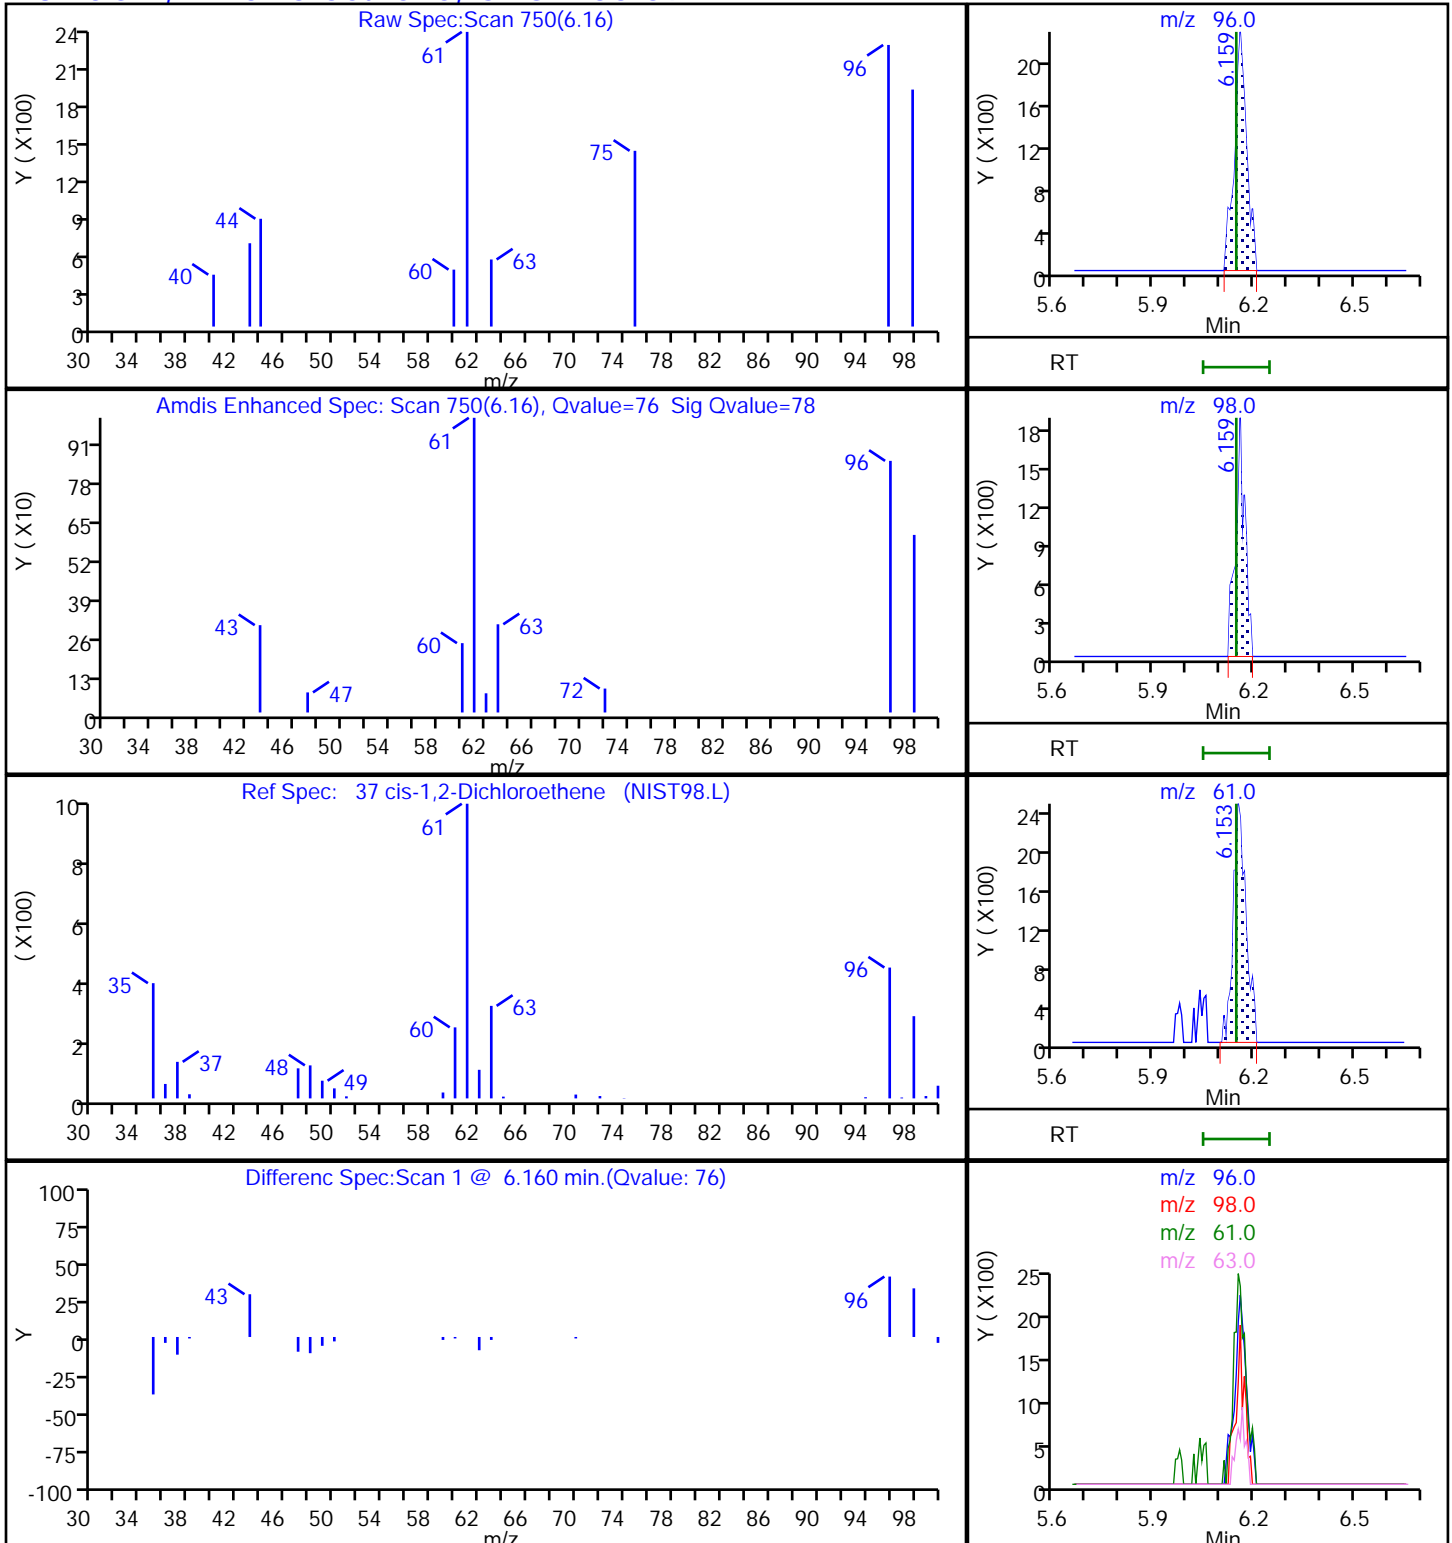 Raw Spec:Scan 750(6.16)
24
21
18
15
12
9
6
3
0
Y ( X100)
61
96
75
44
40
60
63
30 34 38 42 46 50 54 58 62 66 70 74 78 82 86 90 94 98
m/z
m/z 96.0
6.159
20
16
12
8
4
0
Y ( X100)
5.6 5.9 6.2 6.5
Min
RT
Amdis Enhanced Spec: Scan 750(6.16), Qvalue=76 Sig Qvalue=78
91
78
65
52
39
26
13
0
Y ( X10)
61
96
43
47
60
63
72
30 34 38 42 46 50 54 58 62 66 70 74 78 82 86 90 94 98
m/z
m/z 98.0
6.159
18
15
12
9
6
3
0
Y ( X100)
5.6 5.9 6.2 6.5
Min
RT
Ref Spec: 37 cis-1,2-Dichloroethene (NIST98.L)
10
8
6
4
2
0
( X100)
61
35
37
48
49
60
63
96
30 34 38 42 46 50 54 58 62 66 70 74 78 82 86 90 94 98
m/z 61.0
6.153
24
20
16
12
8
4
0
Y ( X100)
5.6 5.9 6.2 6.5
Min
RT
Differenc Spec:Scan 1 @ 6.160 min.(Qvalue: 76)
100
75
50
25
0
-25
-50
-75
-100
Y
43
96
30 34 38 42 46 50 54 58 62 66 70 74 78 82 86 90 94 98
m/z
m/z 96.0
m/z 98.0
m/z 61.0
m/z 63.0
25
20
15
10
5
0
Y ( X100)
5.6 5.9 6.2 6.5
Min